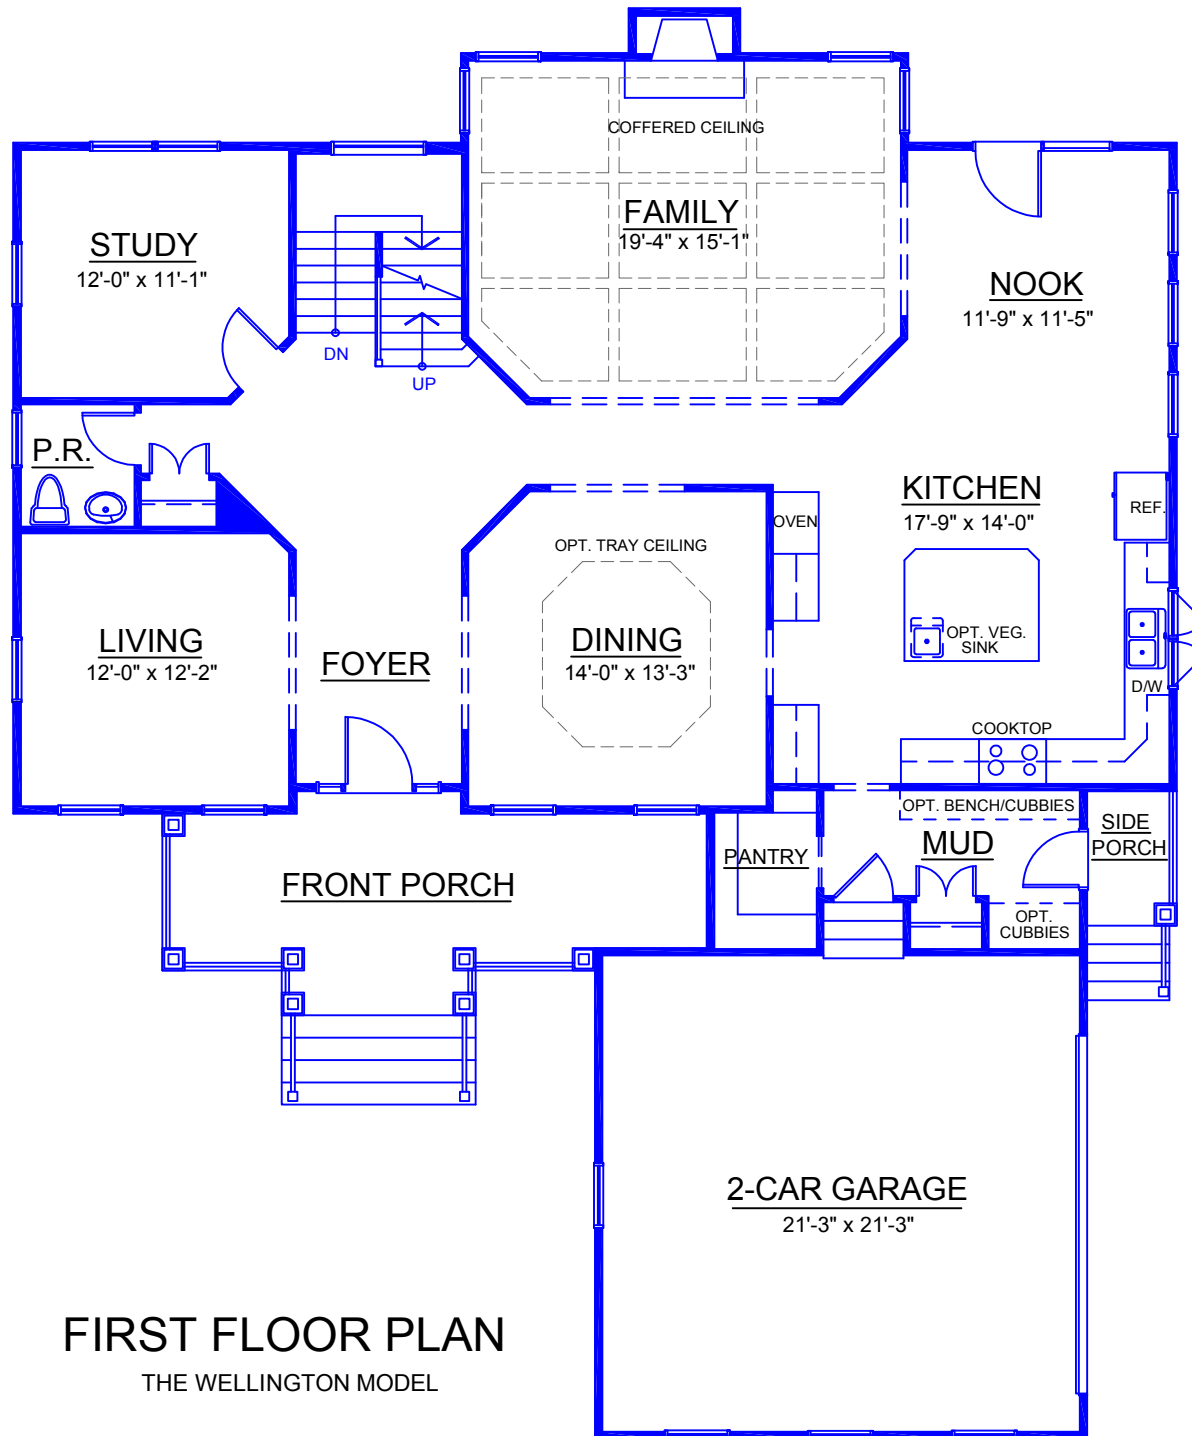 COFFERED CEILING
FAMILY
19'-4" x 15'-1"
STUDY
12'-0" x 11'-1"
NOOK
11'-9" x 11'-5"
DN
UP
P.R.
KITCHEN
17'-9" x 14'-0"
REF.
OVEN
OPT. TRAY CEILING
LIVING
12'-0" x 12'-2"
FOYER
DINING
14'-0" x 13'-3"
OPT. VEG.
SINK
D/W
COOKTOP
OPT. BENCH/CUBBIES
SIDE
PORCH
MUD
PANTRY
FRONT PORCH
OPT.
CUBBIES
2-CAR GARAGE
21'-3" x 21'-3"
FIRST FLOOR PLAN
THE WELLINGTON MODEL